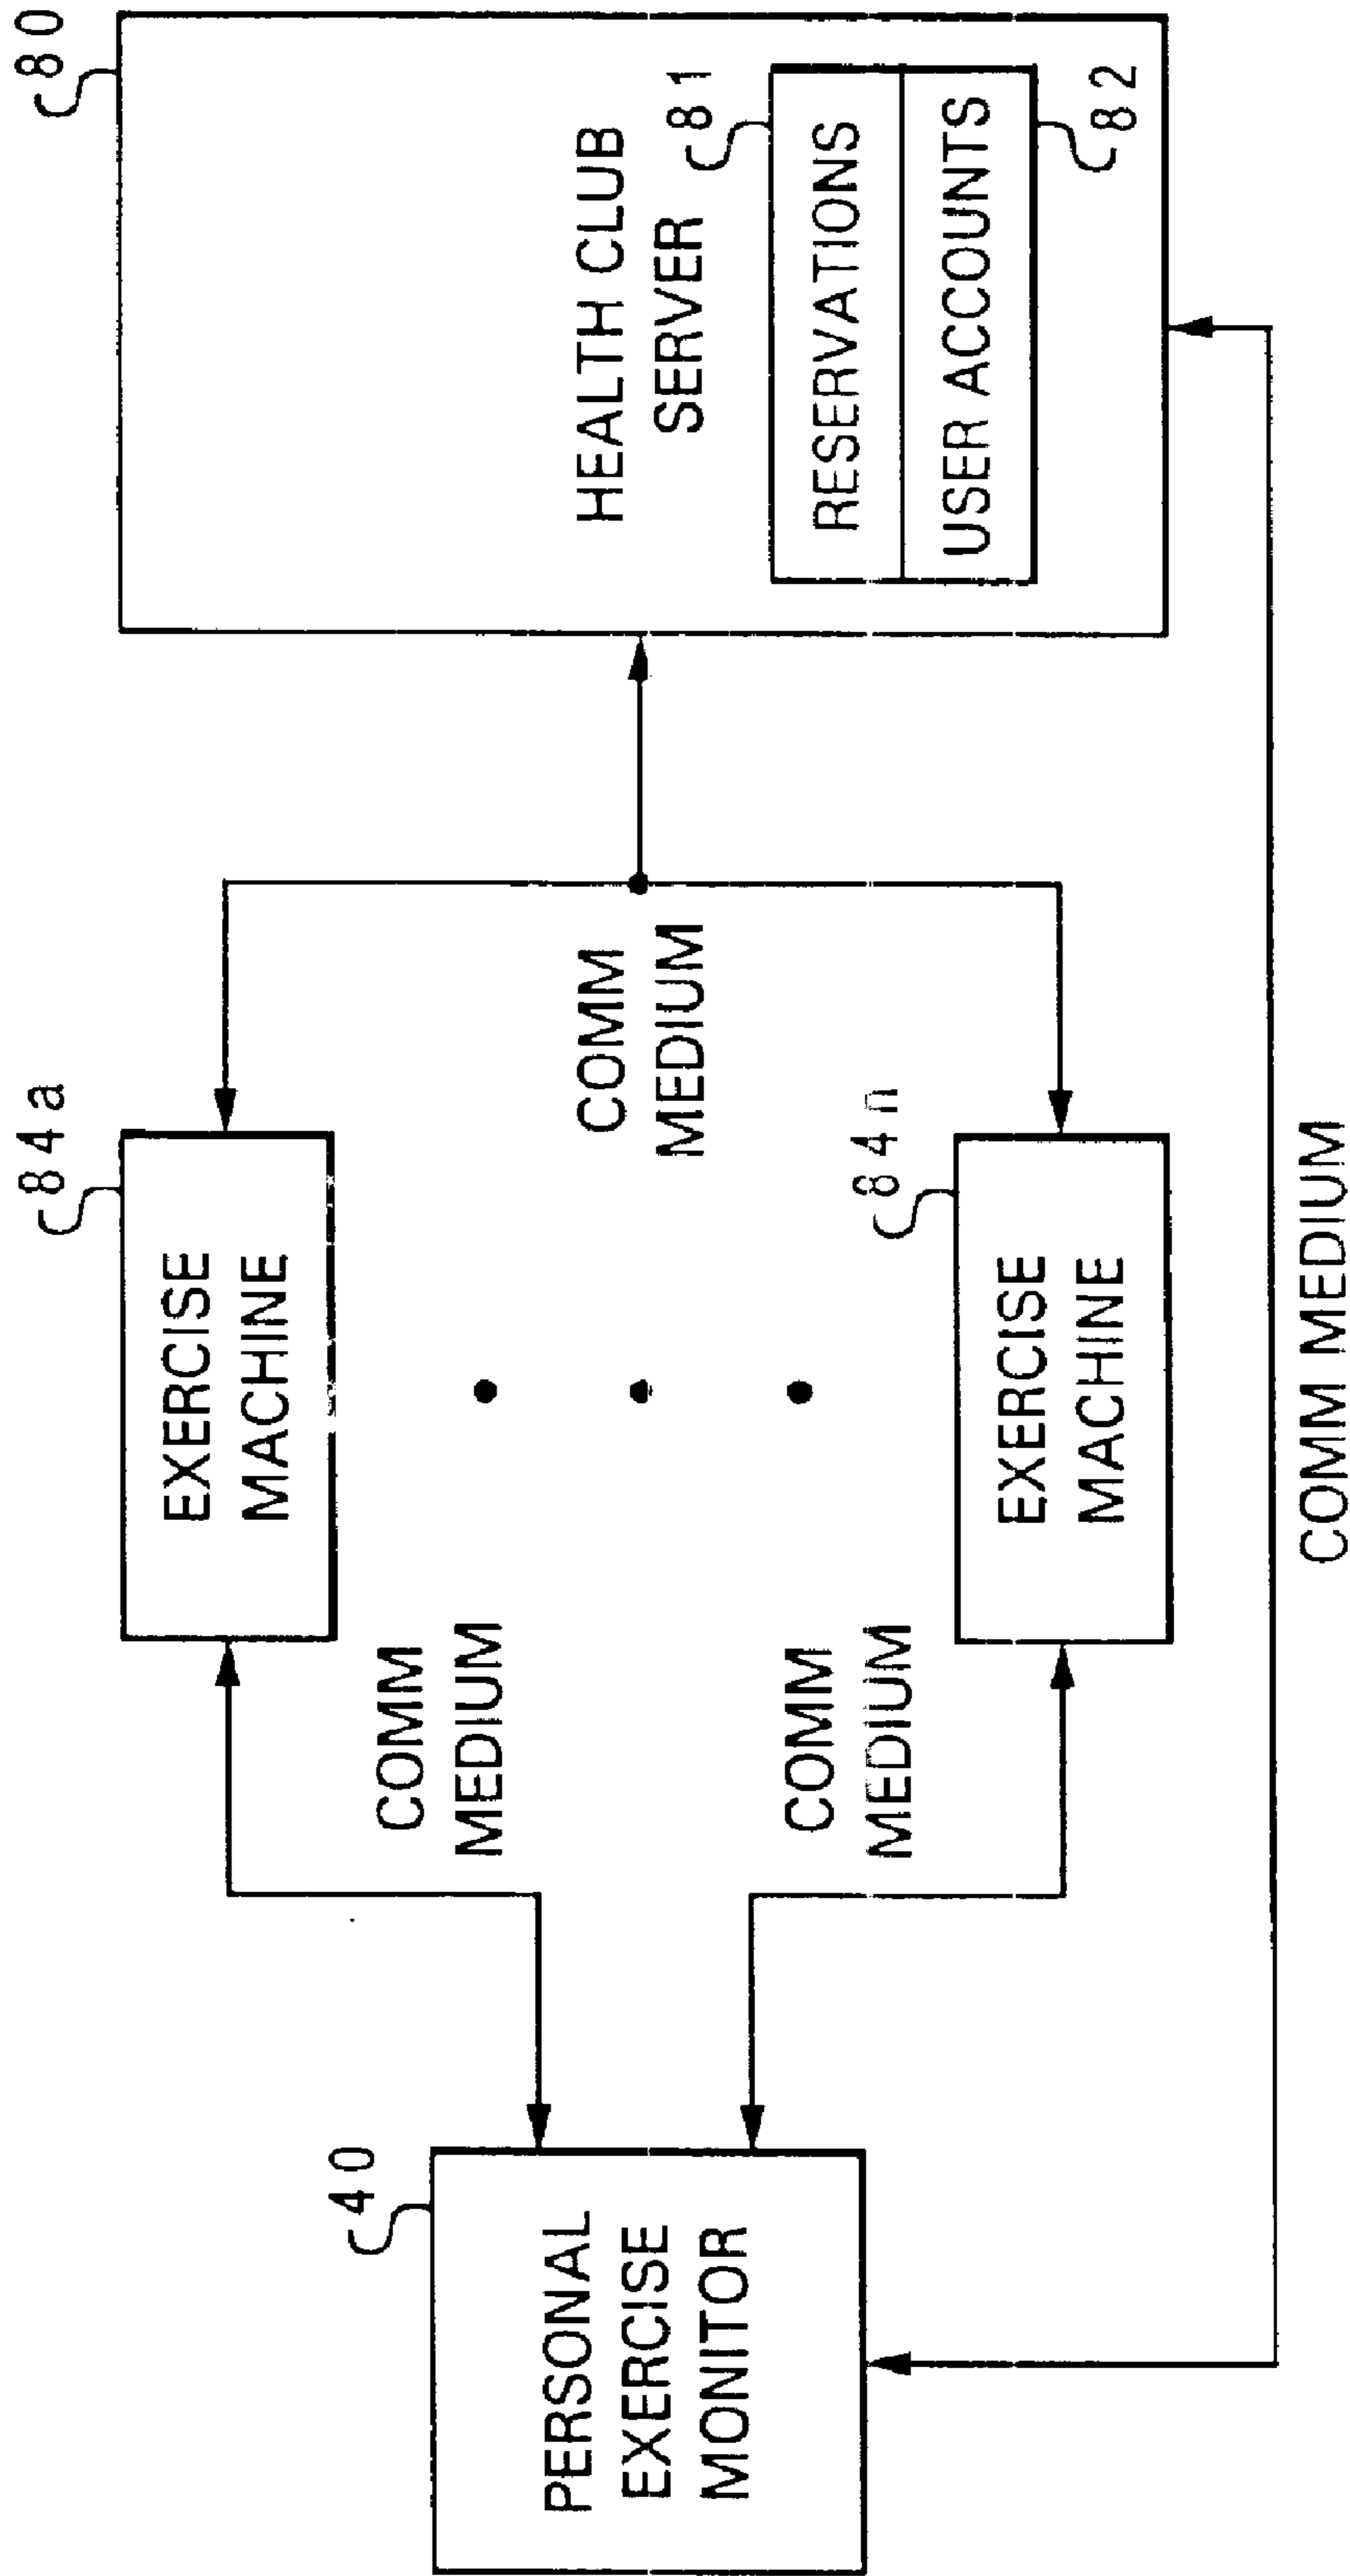 80
HEALTH CLUB
SERVER
81
RESERVATIONS
USER ACCOUNTS
82
84a
EXERCISE
MACHINE
COMM
MEDIUM
84n
EXERCISE
MACHINE
COMM
MEDIUM
COMM
MEDIUM
40
PERSONAL
EXERCISE
MONITOR
COMM MEDIUM